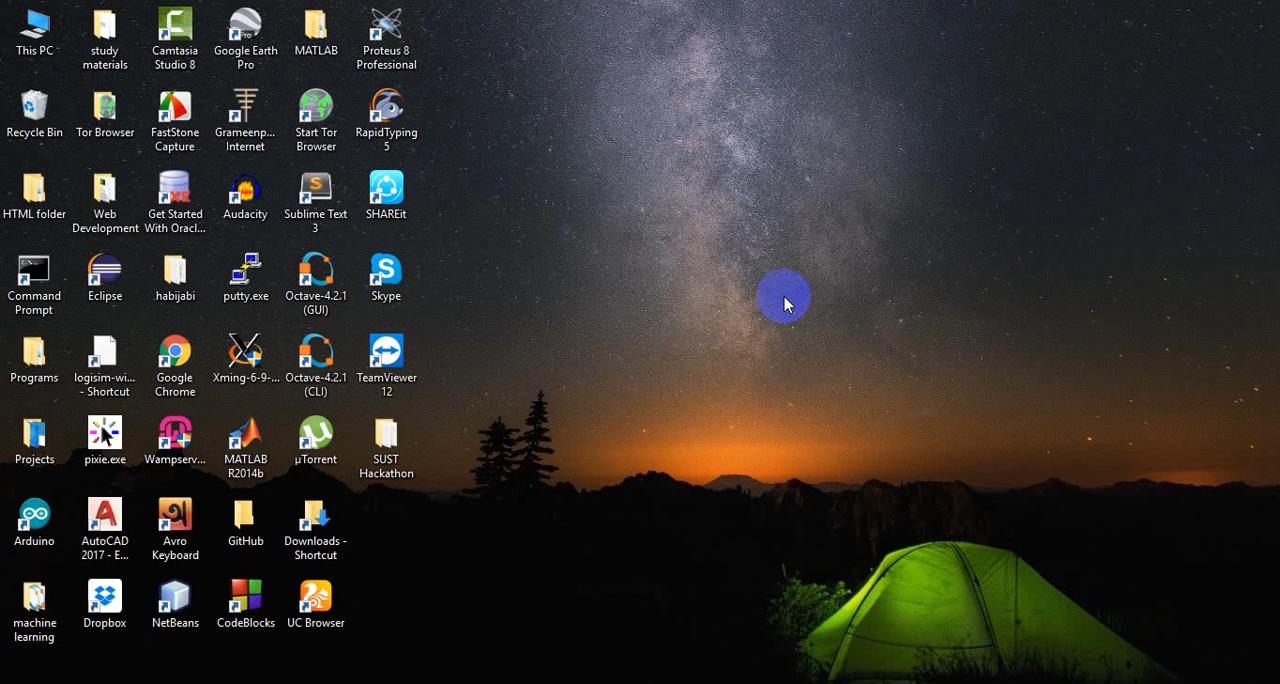 This PC
study
materials
Camtasia
Studio 8
Google Earth
Pro
MATLAB
Proteus 8
Professional
Recycle Bin
Tor Browser
FastStone
Capture
Grameenp...
Internet
Start Tor
Browser
RapidTyping
5
HTML folder
Web
Development
Get Started
With Oracl...
Audacity
Sublime Text
3
SHAREit
Command
Prompt
Eclipse
habijabi
putty.exe
Octave-4.2.1
(GUI)
Skype
Programs
logisim-wi...
- Shortcut
Google
Chrome
Xming-6-9-...
Octave-4.2.1
(CLI)
TeamViewer
12
Projects
pixie.exe
Wampserv...
MATLAB
R2014b
µTorrent
SUST
Hackathon
Arduino
AutoCAD
2017 - E...
Avro
Keyboard
GitHub
Downloads -
Shortcut
machine
learning
Dropbox
NetBeans
CodeBlocks
UC Browser